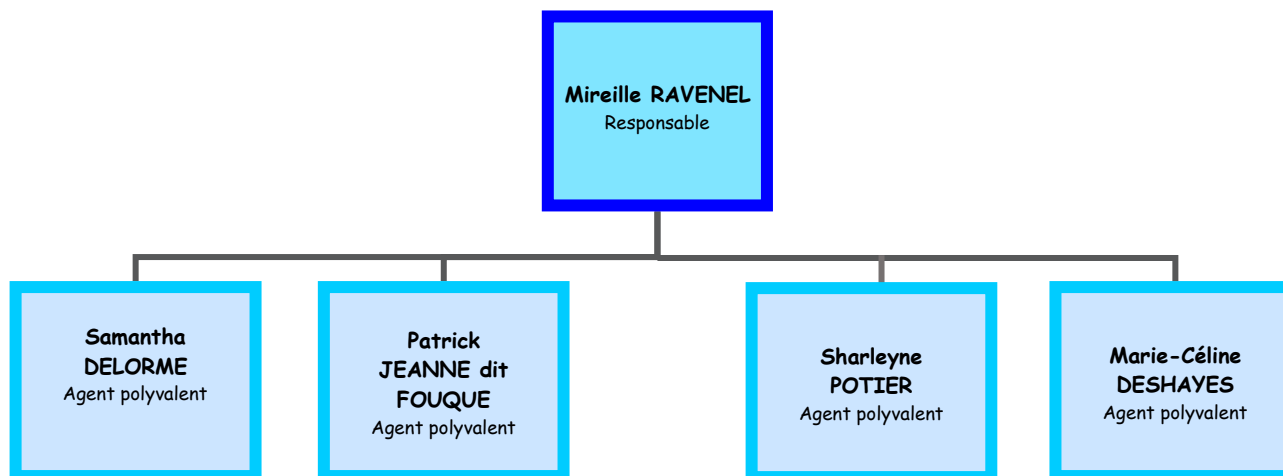 Mireille RAVENEL
Responsable
Samantha
DELORME
Agent polyvalent
Patrick
JEANNE dit
FOUQUE
Agent polyvalent
Sharleyne
POTIER
Agent polyvalent
Marie-Céline
DESHAYES
Agent polyvalent